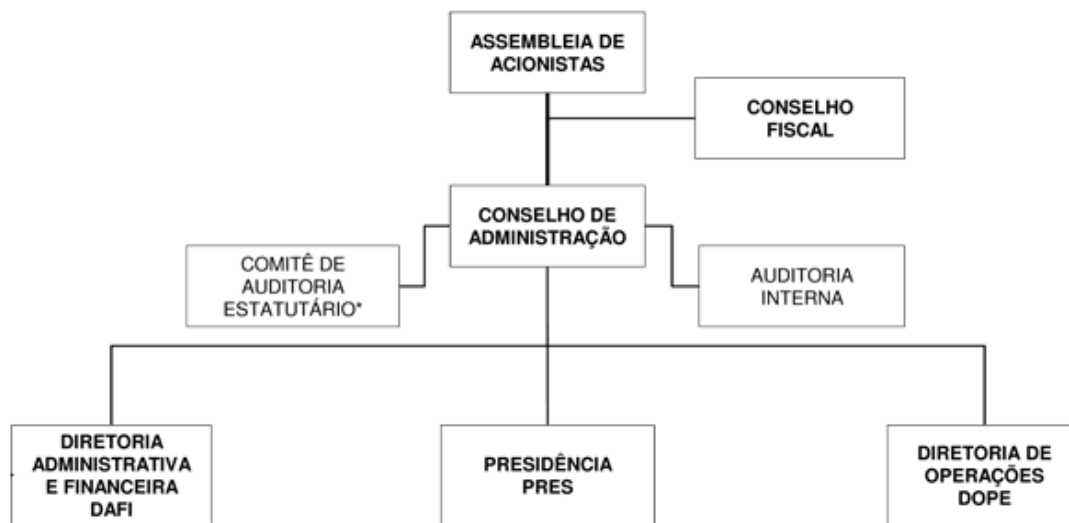 ASSEMBLEIA DE
ACIONISTAS
CONSELHO
FISCAL
CONSELHO DE
ADMINISTRAÇÃO
COMITÊ DE
AUDITORIA
ESTATUTÁRIO*
AUDITORIA
INTERNA
DIRETORIA
ADMINISTRATIVA
E FINANCEIRA
DAFI
PRESIDÊNCIA
PRES
DIRETORIA DE
OPERAÇÕES
DOPE